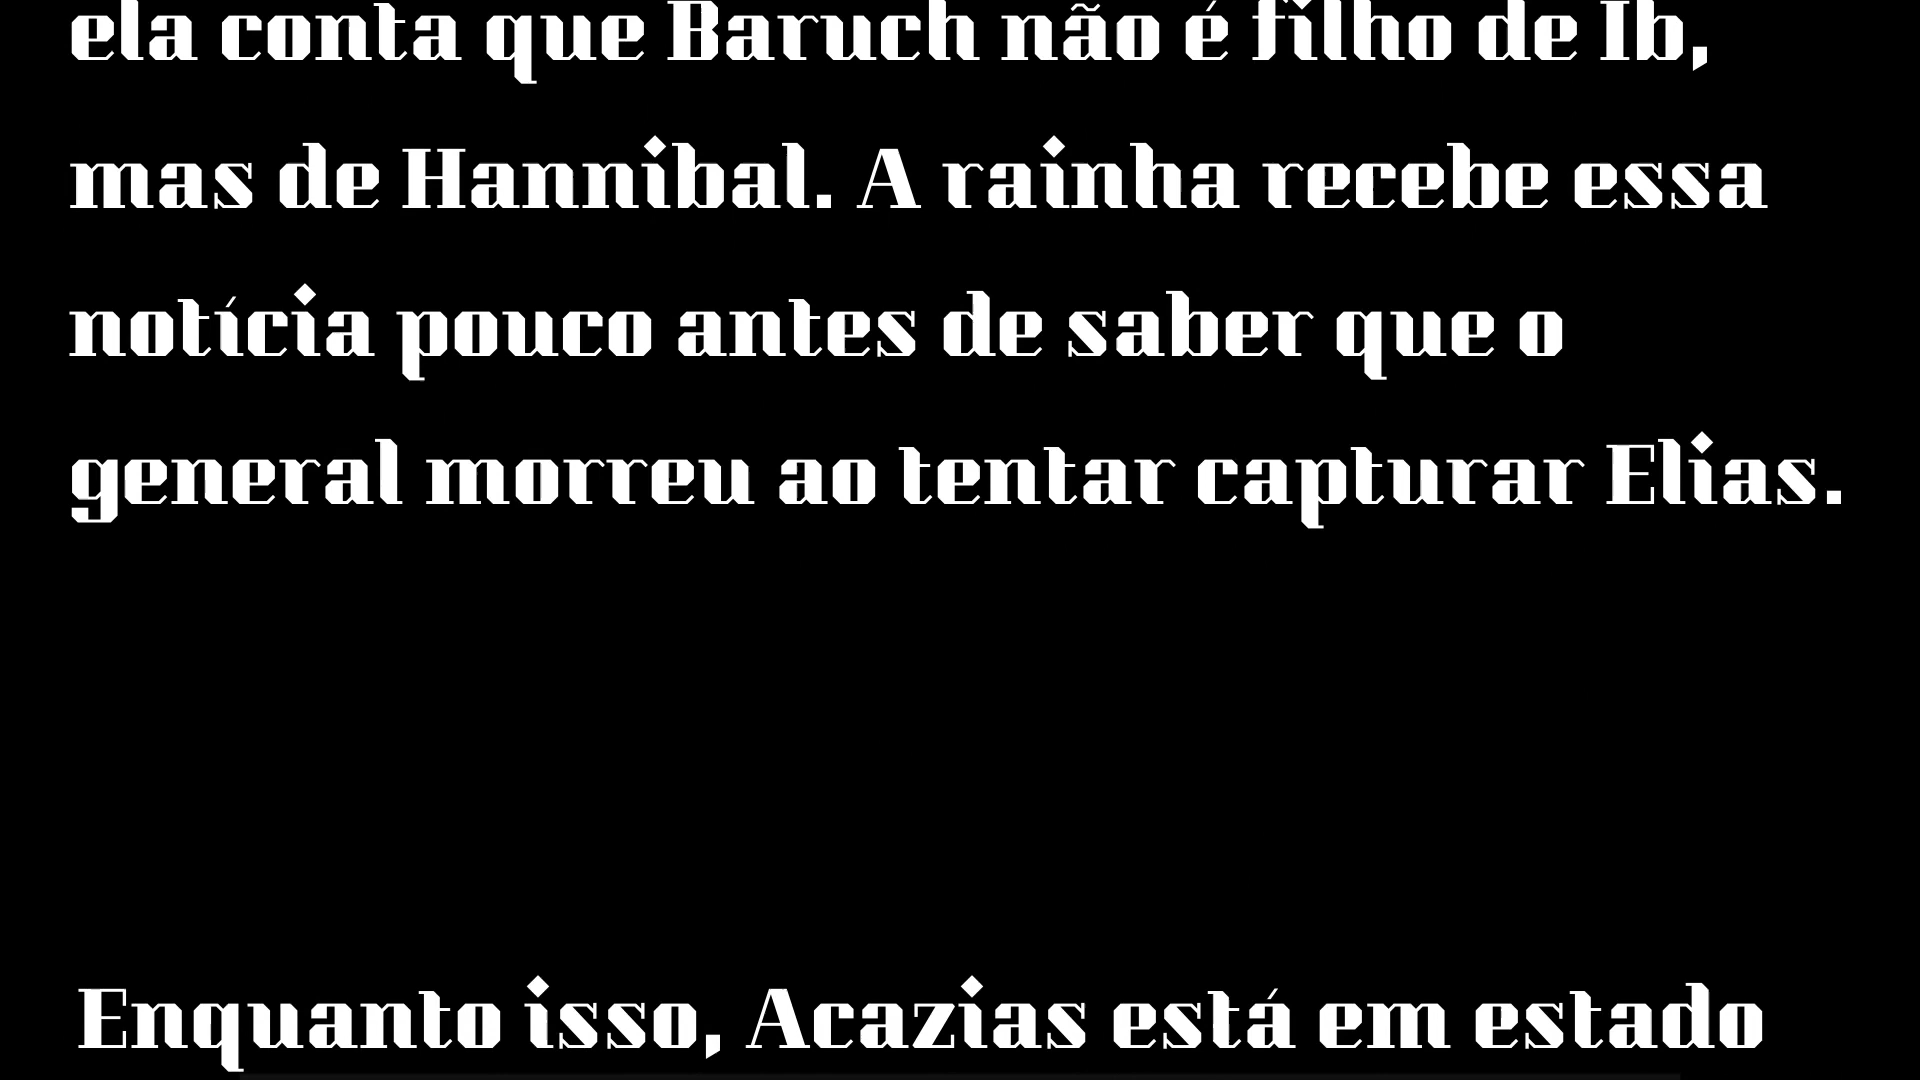 ela conta que Baruch não é filho de Ib,
mas de Hannibal. A rainha recebe essa
notícia pouco antes de saber que o
general morreu ao tentar capturar Elias.
Enquanto isso, Acazias está em estado